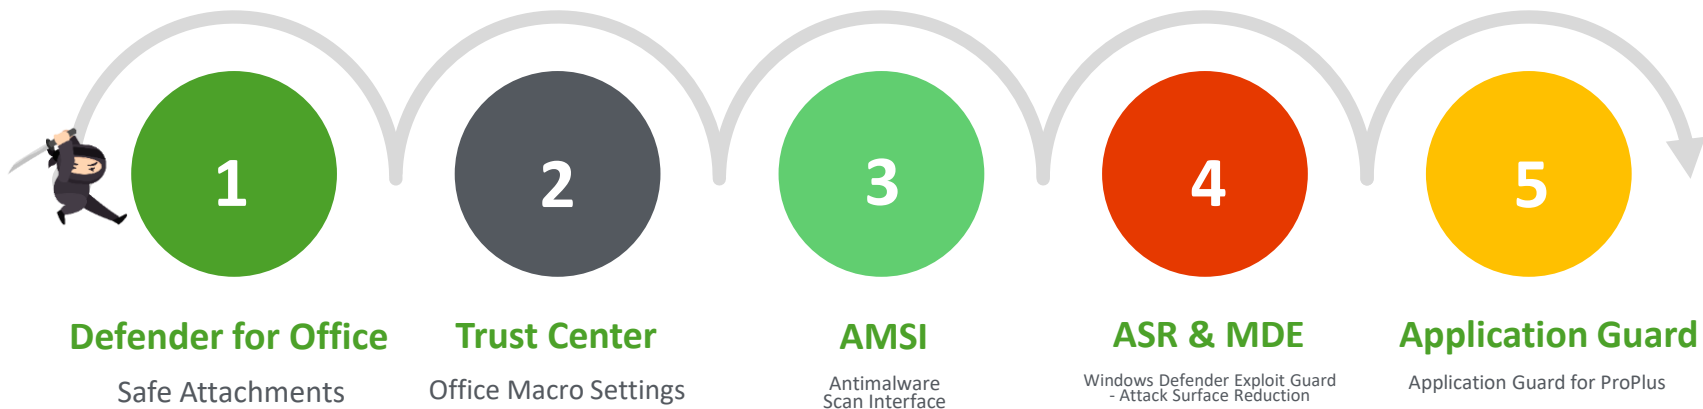 1
2
3
4
5
Defender for Office
Safe Attachments
Trust Center
Office Macro Settings
AMSI
Antimalware
Scan Interface
ASR & MDE
Windows Defender Exploit Guard
- Attack Surface Reduction
Application Guard
Application Guard for ProPlus